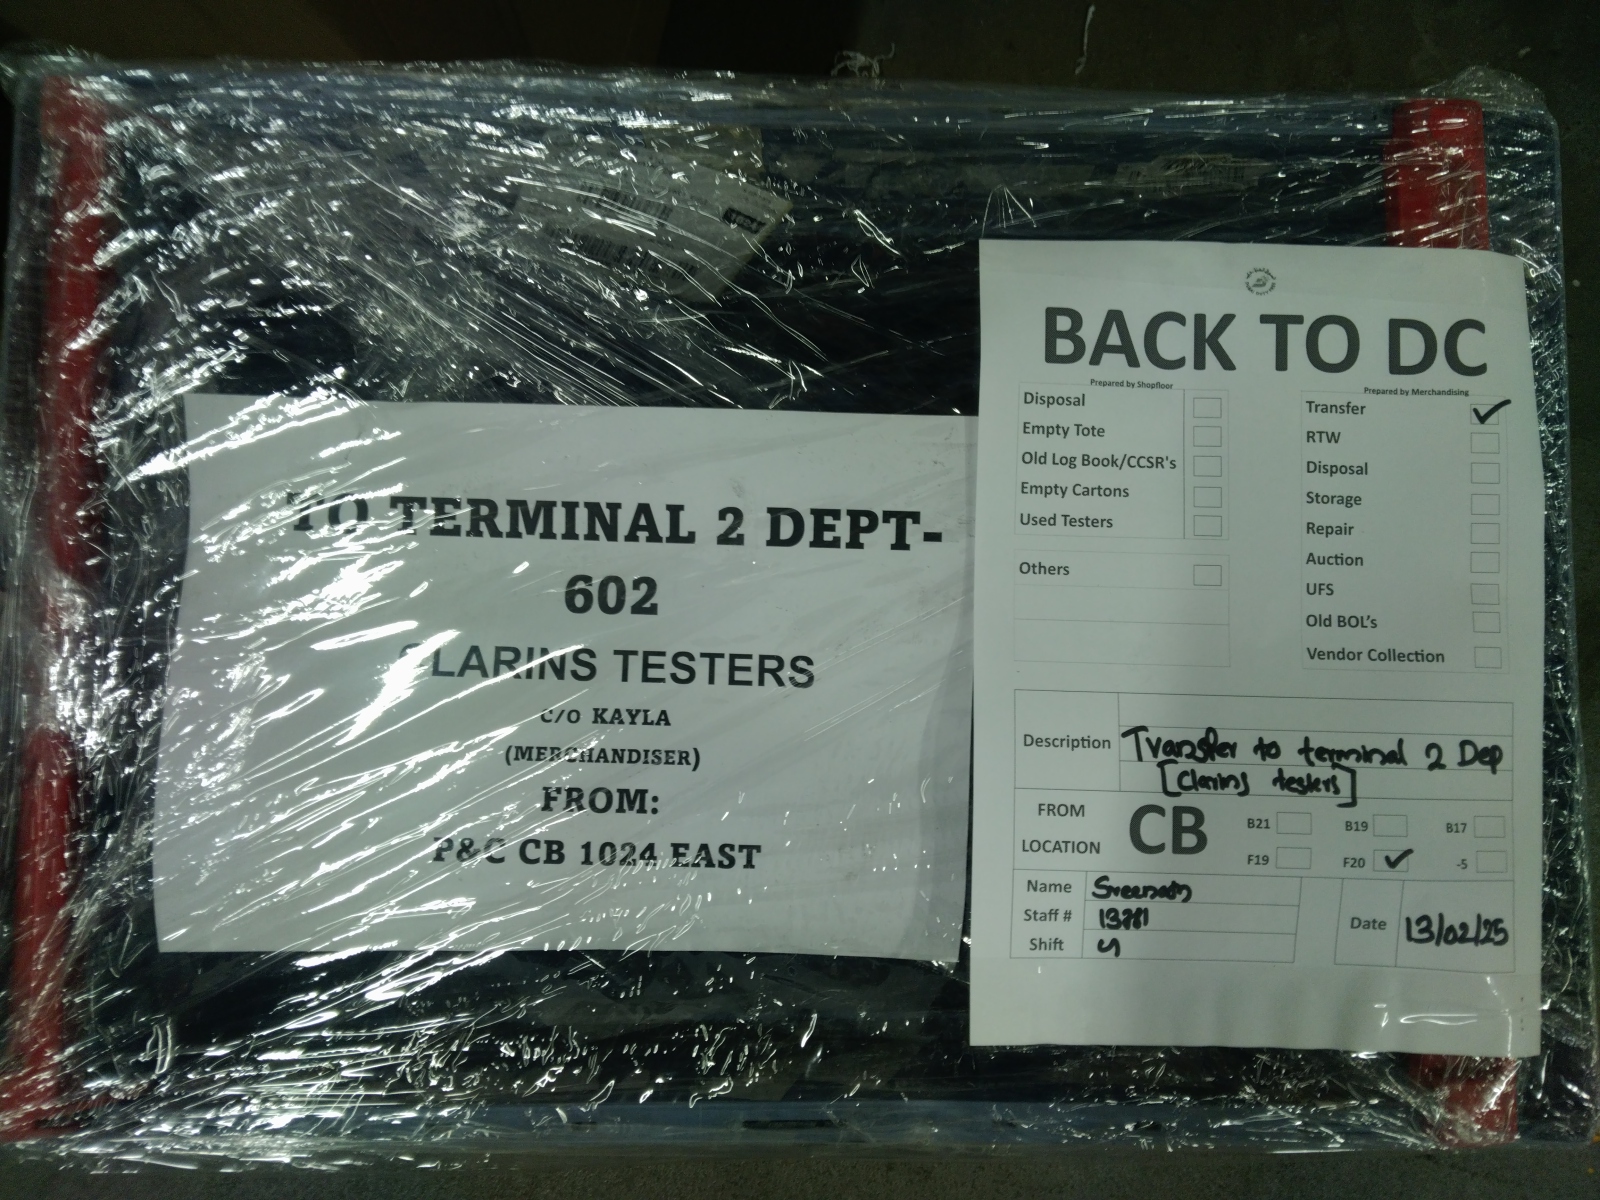 TO TERMINAL 2 DEPT-
602
CLARINS TESTERS
C/O KAYLA
(MERCHANDISER)
FROM:
P&C CB 1024 EAST
BACK TO DC
Prepared by Shopfloor
Disposal
Empty Tote
Old Log Book/CCSR's
Empty Cartons
Used Testers
Others
Prepared by Merchandising
Transfer
RTW
Disposal
Storage
Repair
Auction
UFS
Old BOL's
Vendor Collection
Description
Transfer to terminal 2 Dep
[Clarins testers]
FROM
LOCATION
CB
B21 B19 B17
F19 F20 -5
Name Sreenath
Staff #
Shift
Date 13/02/25